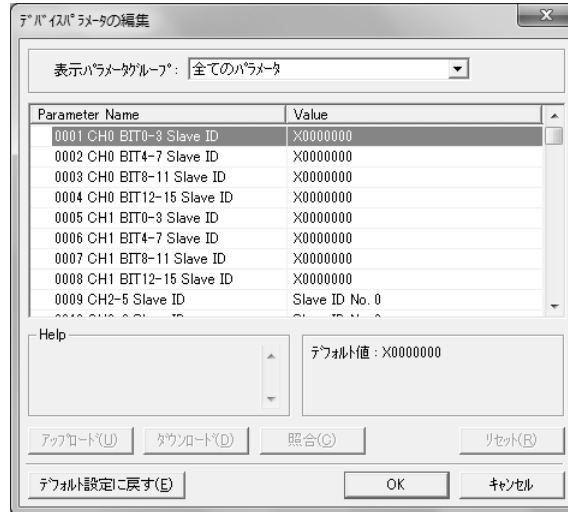 ﾃﾞﾊﾞｲｽﾊﾟﾗﾒｰﾀの編集
表示ﾊﾟﾗﾒｰﾀｸﾞﾙｰﾌﾟ: 全てのﾊﾟﾗﾒｰﾀ
Parameter Name Value
0001 CH0 BIT0-3 Slave ID X0000000
0002 CH0 BIT4-7 Slave ID X0000000
0003 CH0 BIT8-11 Slave ID X0000000
0004 CH0 BIT12-15 Slave ID X0000000
0005 CH1 BIT0-3 Slave ID X0000000
0006 CH1 BIT4-7 Slave ID X0000000
0007 CH1 BIT8-11 Slave ID X0000000
0008 CH1 BIT12-15 Slave ID X0000000
0009 CH2-5 Slave ID Slave ID No. 0
Help
ﾃﾞﾌｫﾙﾄ値 : X0000000
ｱｯﾌﾟﾛｰﾄﾞ(U) ﾀﾞｳﾝﾛｰﾄﾞ(D) 照合(C) ﾘｾｯﾄ(R)
ﾃﾞﾌｫﾙﾄ設定に戻す(E) OK ｷｬﾝｾﾙ